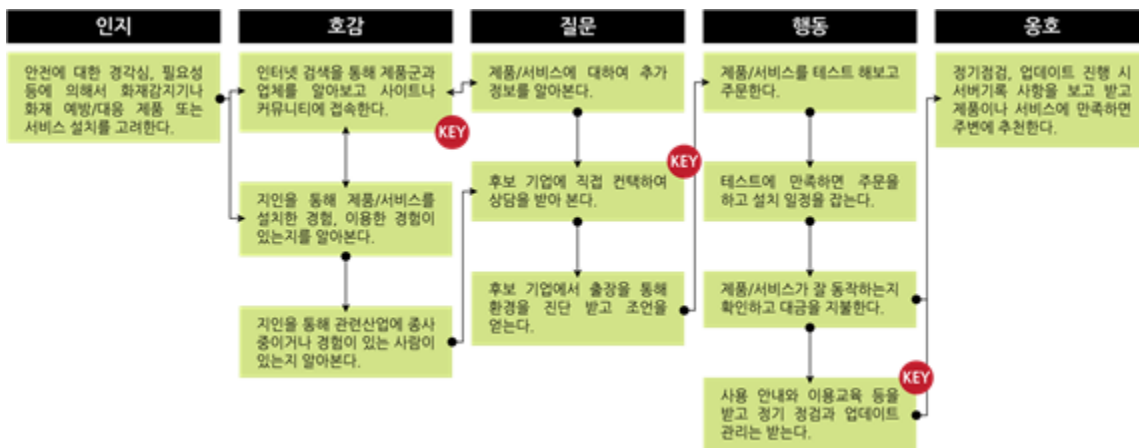 인지
안전에 대한 경각심, 필요성
등에 의해서 화재감지기나
화재 예방/대응 제품 또는
서비스 설치를 고려한다.
호감
인터넷 검색을 통해 제품군과
업체를 알아보고 사이트나
커뮤니티에 접속한다.
KEY
지인을 통해 제품/서비스를
설치한 경험, 이용한 경험이
있는지를 알아본다.
지인을 통해 관련산업에 종사
중이거나 경험이 있는 사람이
있는지 알아본다.
질문
제품/서비스에 대하여 추가
정보를 알아본다.
KEY
후보 기업에 직접 컨택하여
상담을 받아 본다.
후보 기업에서 출장을 통해
환경을 진단 받고 조언을
얻는다.
행동
제품/서비스를 테스트 해보고
주문한다.
테스트에 만족하면 주문을
하고 설치 일정을 잡는다.
제품/서비스가 잘 동작하는지
확인하고 대금을 지불한다.
KEY
사용 안내와 이용교육 등을
받고 정기 점검과 업데이트
관리는 받는다.
옹호
정기점검, 업데이트 진행 시
서버기록 사항을 보고 받고
제품이나 서비스에 만족하면
주변에 추천한다.